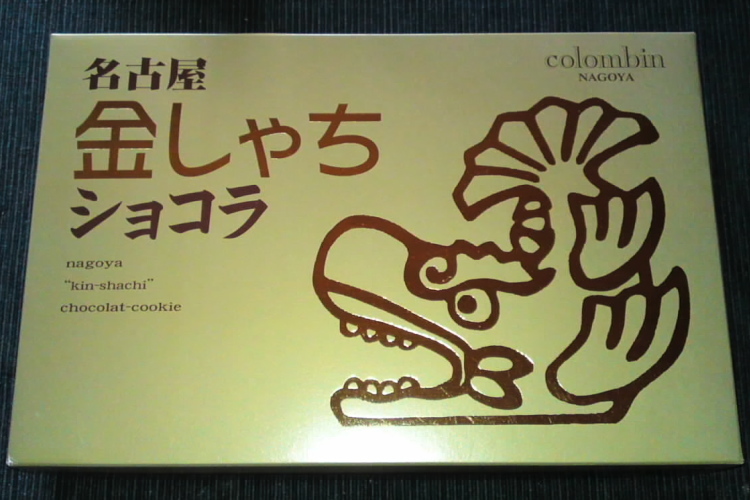 名古屋
金しゃち
ショコラ
nagoya
“kin-shachi”
chocolat-cookie
colombin
NAGOYA